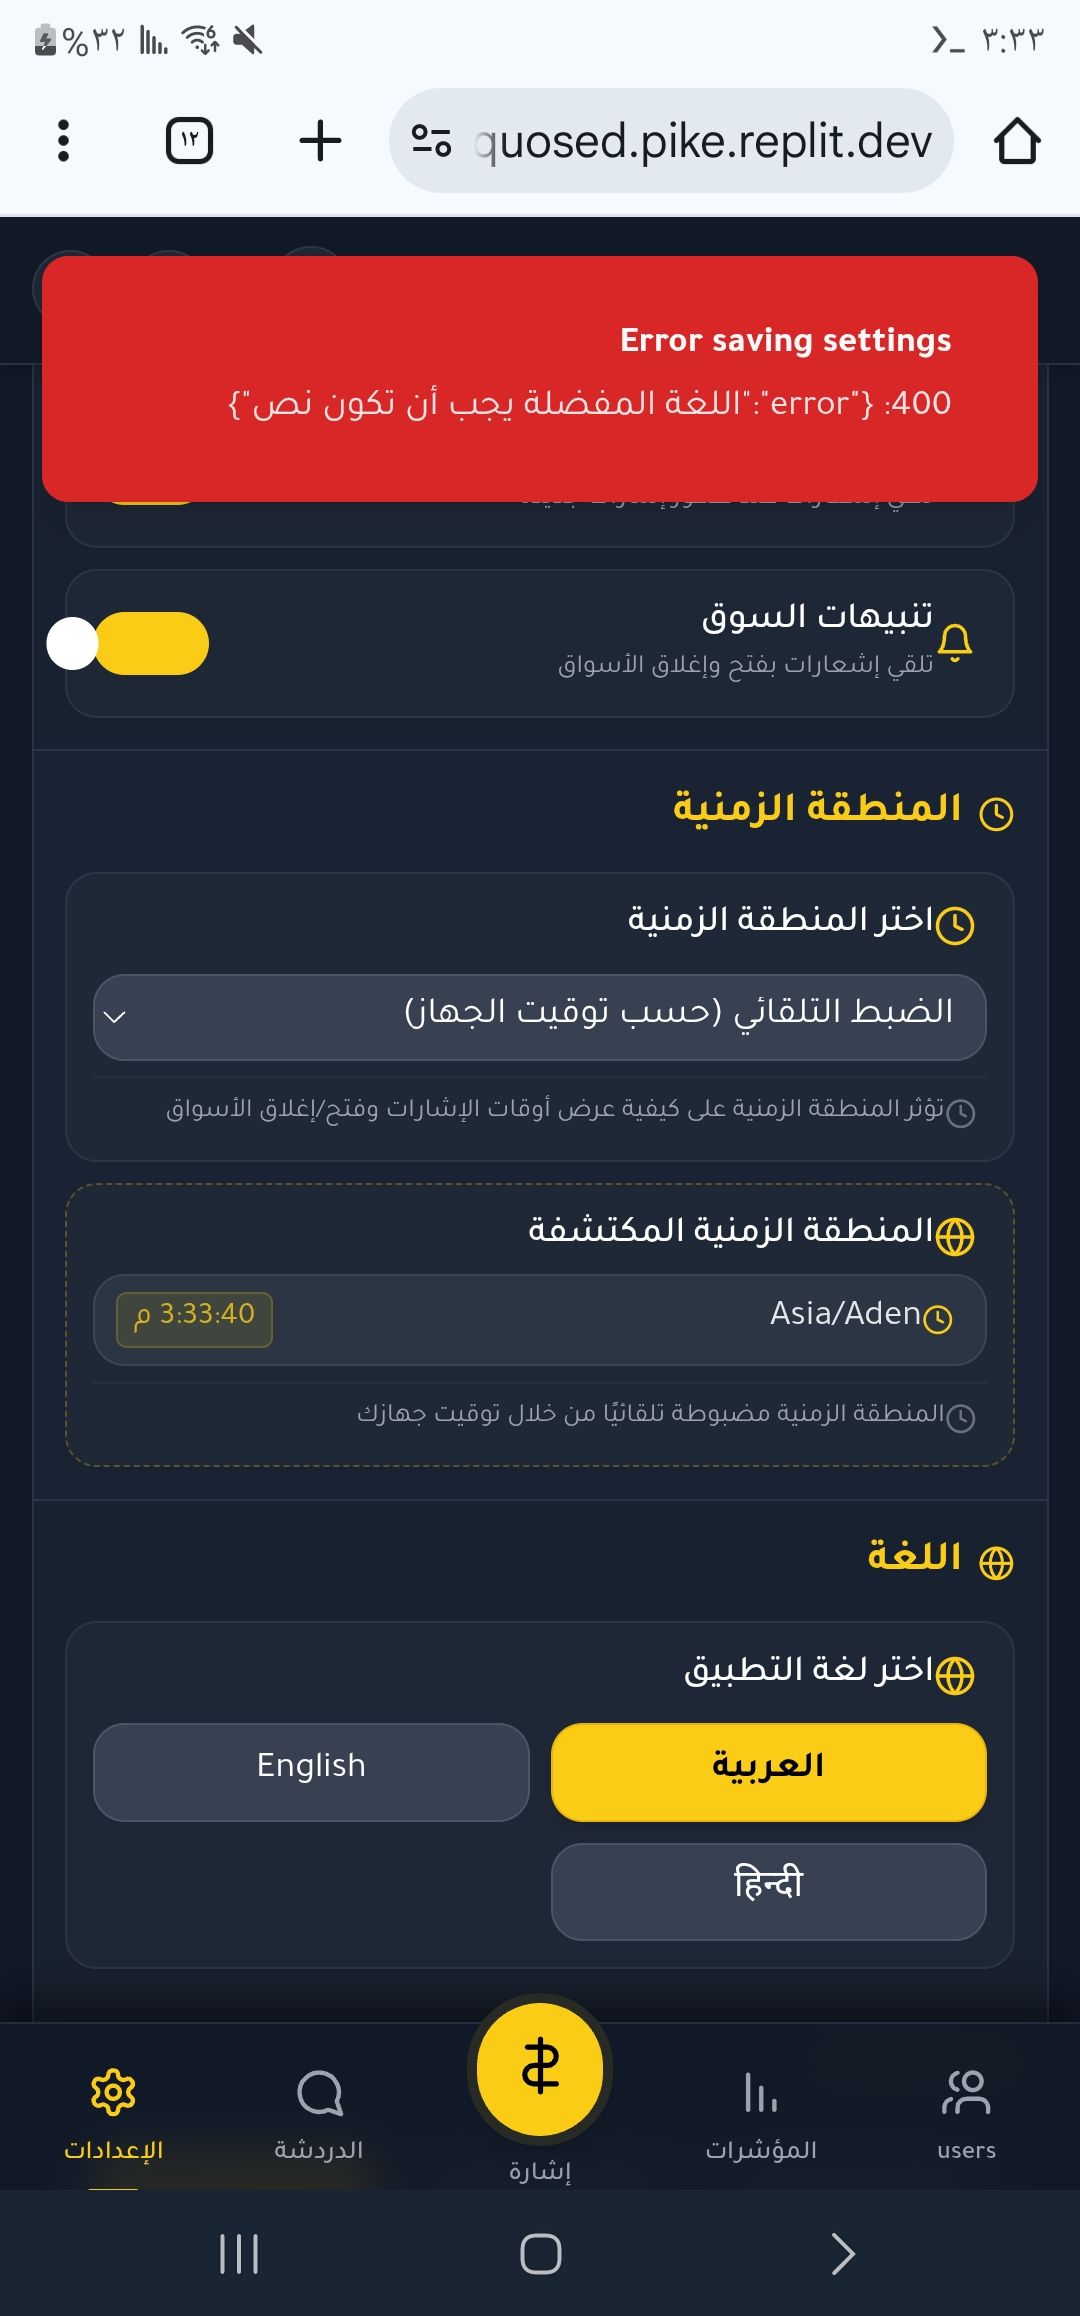 ٣:٣٣
%٣٢
6
quosed.pike.replit.dev
١٢
Error saving settings
400: {"error":"اللغة المفضلة يجب أن تكون نص"}
تنبيهات السوق
تلقي إشعارات بفتح وإغلاق الأسواق
المنطقة الزمنية
اختر المنطقة الزمنية
الضبط التلقائي (حسب توقيت الجهاز)
تؤثر المنطقة الزمنية على كيفية عرض أوقات الإشارات وفتح/إغلاق الأسواق
المنطقة الزمنية المكتشفة
Asia/Aden
3:33:40 م
المنطقة الزمنية مضبوطة تلقائيًا من خلال توقيت جهازك
اللغة
اختر لغة التطبيق
العربية
English
हिन्दी
users
المؤشرات
إشارة
الدردشة
الإعدادات